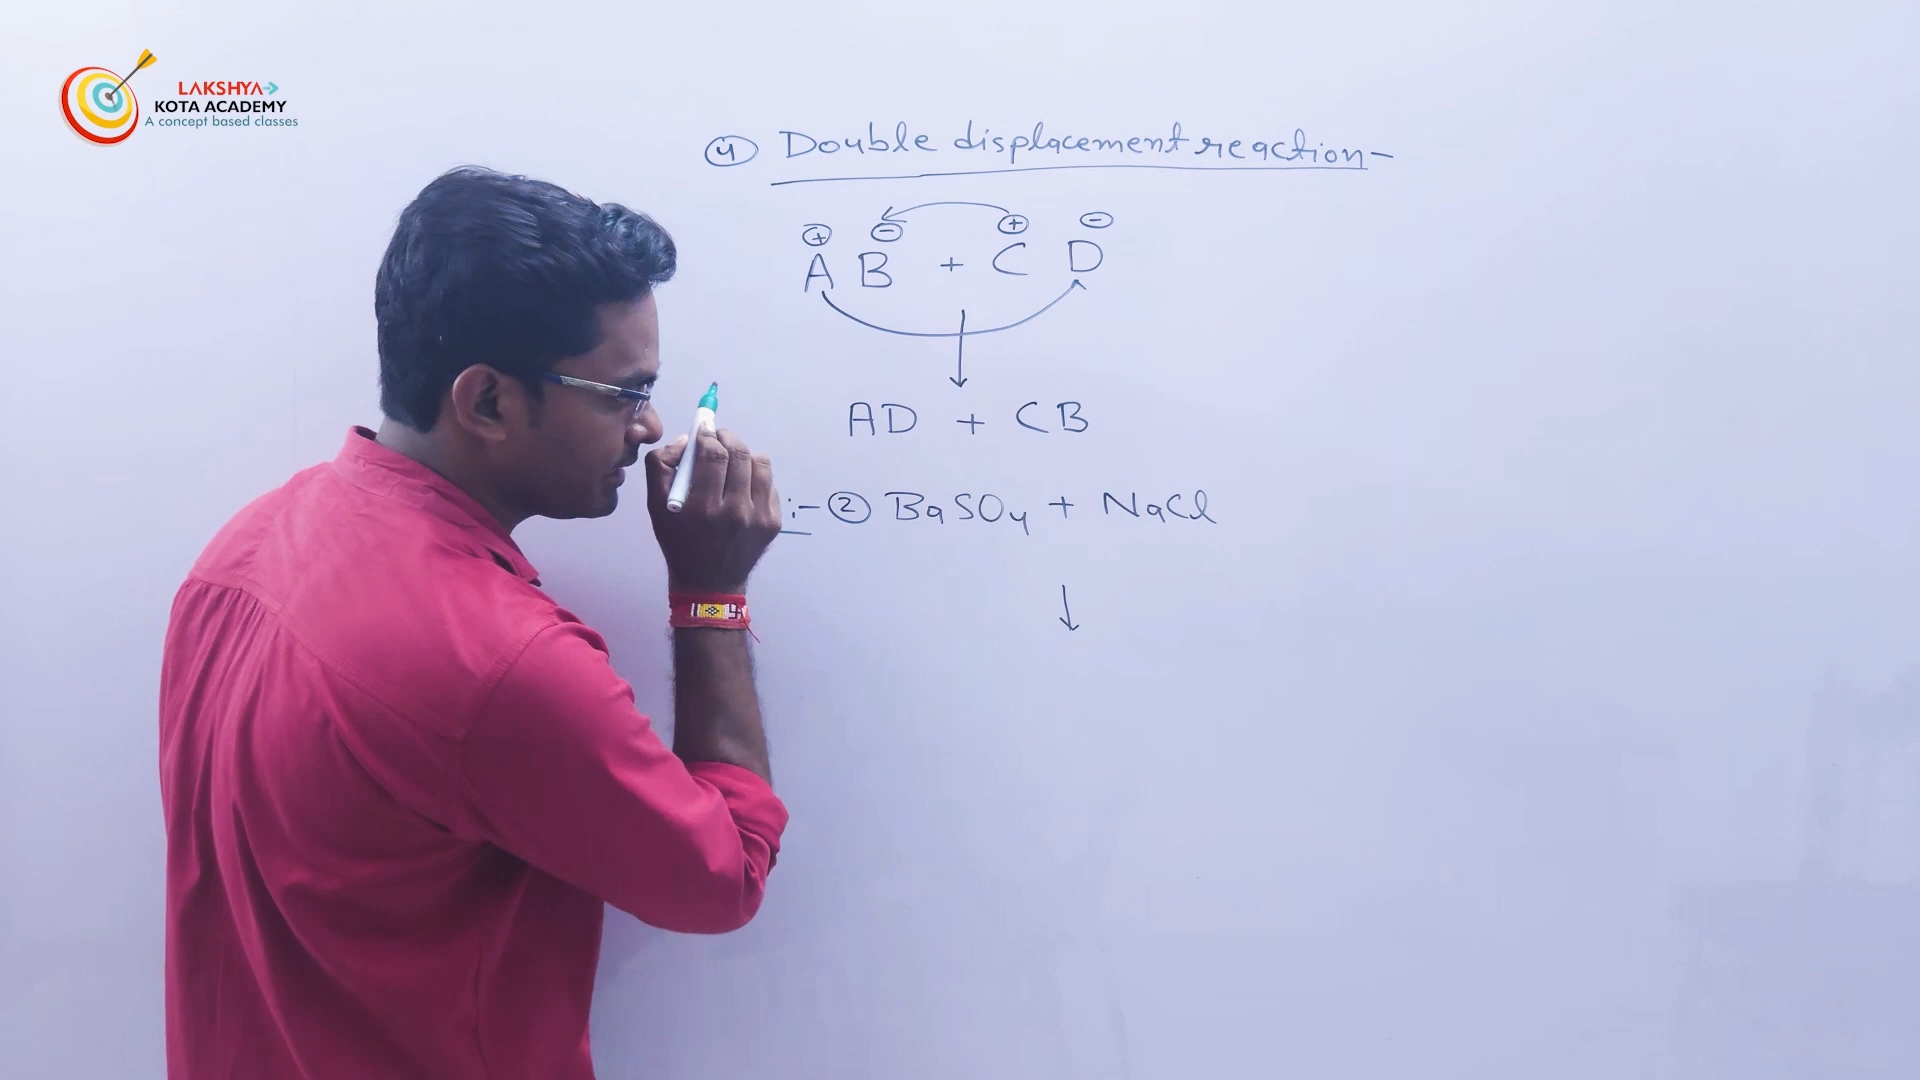 LAKSHYA
KOTA ACADEMY
A concept based classes
④ Double displacement reaction-
⊕ ⊖ ⊕ ⊖
A B + C D
AD + CB
:- ② BaSO4 + NaCl